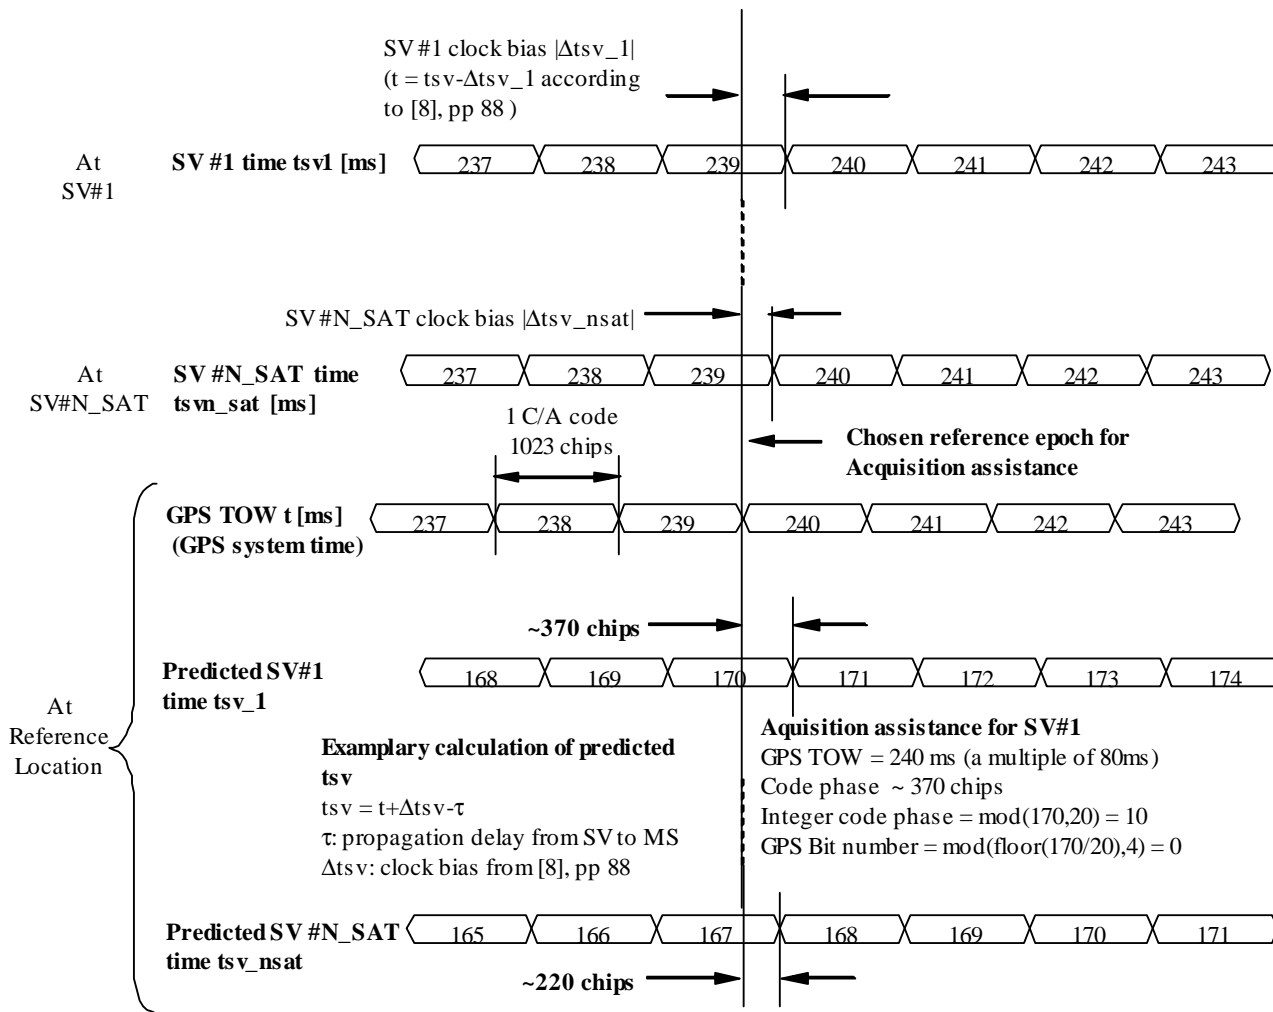 SV #1 clock bias |Δtsv_1|
(t = tsv-Δtsv_1 according
to [8], pp 88 )
At
SV#1
SV #1 time tsv1 [ms]
237 238 239 240 241 242 243
SV #N_SAT clock bias |Δtsv_nsat|
At
SV#N_SAT
SV #N_SAT time
tsvn_sat [ms]
237 238 239 240 241 242 243
1 C/A code
1023 chips
Chosen reference epoch for
Acquisition assistance
GPS TOW t [ms]
(GPS system time)
237 238 239 240 241 242 243
~370 chips
Predicted SV#1
time tsv_1
168 169 170 171 172 173 174
At
Reference
Location
Examplary calculation of predicted
tsv
tsv = t+Δtsv-τ
τ: propagation delay from SV to MS
Δtsv: clock bias from [8], pp 88
Aquisition assistance for SV#1
GPS TOW = 240 ms (a multiple of 80ms)
Code phase ~ 370 chips
Integer code phase = mod(170,20) = 10
GPS Bit number = mod(floor(170/20),4) = 0
Predicted SV #N_SAT
time tsv_nsat
165 166 167 168 169 170 171
~220 chips